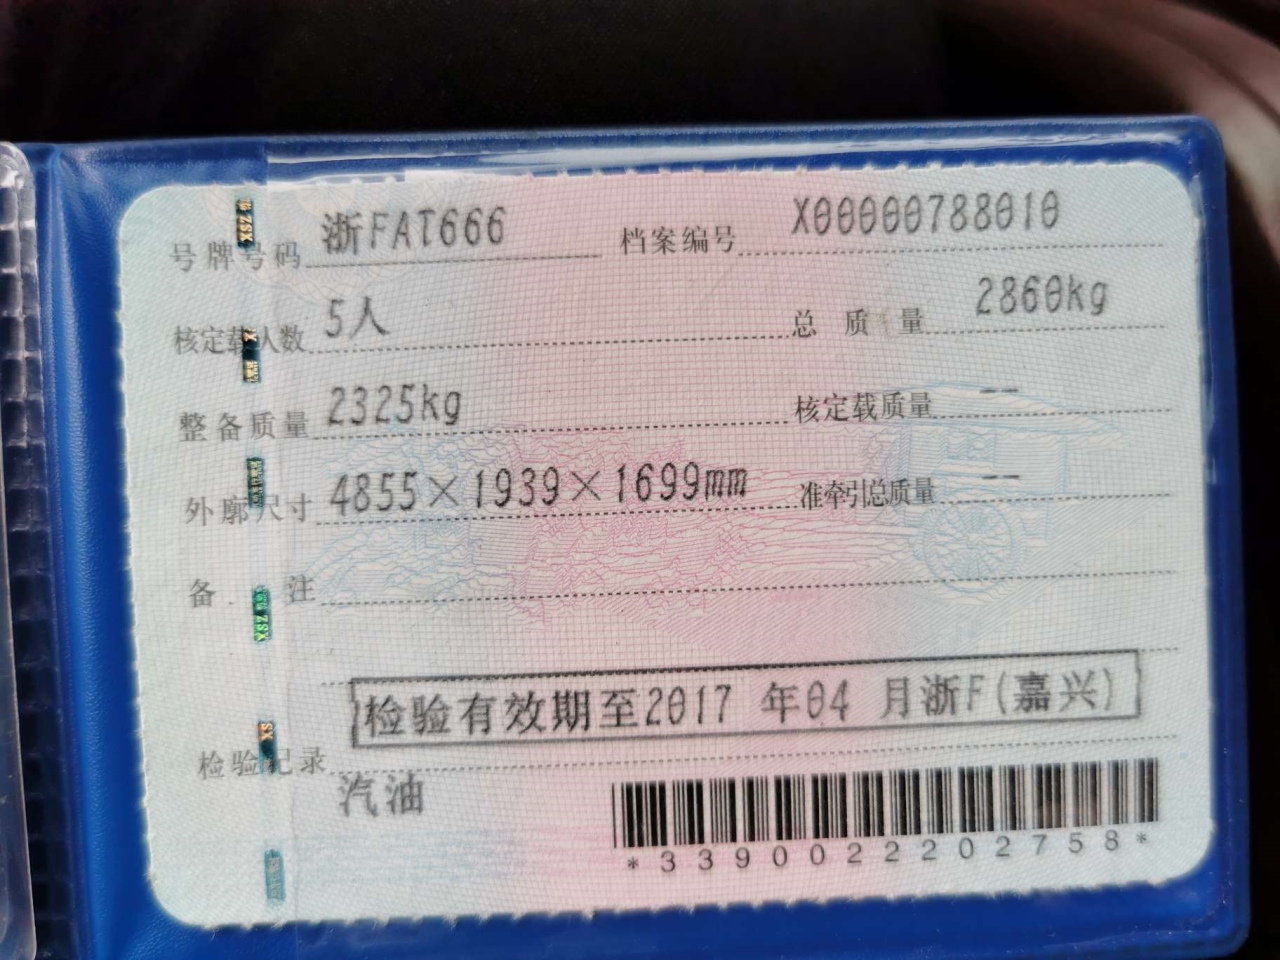 号牌号码 浙FAT666 档案编号 X00000788010
核定载人数 5人 总质量 2860kg
整备质量 2325kg 核定载质量 --
外廓尺寸 4855×1939×1699mm 准牵引总质量 --
备注
检验有效期至2017 年04 月浙F(嘉兴)
检验记录
汽油
*3390022202758*